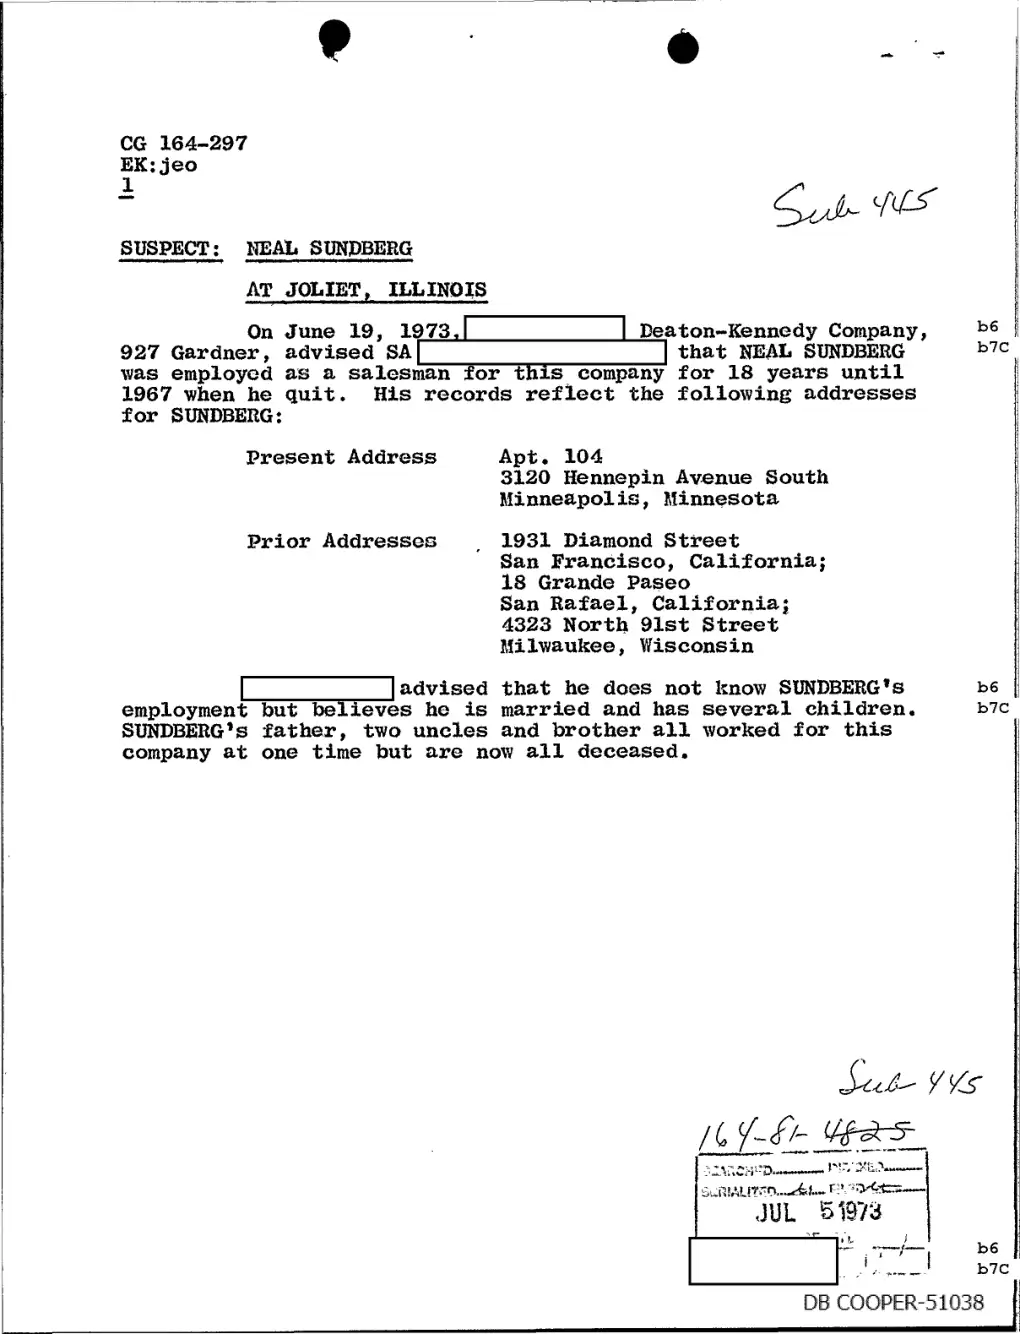 CG 164-297
EK:jeo
1
Sub 445
SUSPECT: NEAL SUNDBERG
AT JOLIET, ILLINOIS
On June 19, 1973, Deaton-Kennedy Company, b6
927 Gardner, advised SA that NEAL SUNDBERG b7C
was employed as a salesman for this company for 18 years until
1967 when he quit. His records reflect the following addresses
for SUNDBERG:
Present Address Apt. 104
3120 Hennepin Avenue South
Minneapolis, Minnesota
Prior Addresses 1931 Diamond Street
San Francisco, California;
18 Grande Paseo
San Rafael, California;
4323 North 91st Street
Milwaukee, Wisconsin
advised that he does not know SUNDBERG's b6
employment but believes he is married and has several children. b7C
SUNDBERG's father, two uncles and brother all worked for this
company at one time but are now all deceased.
Sub 445
164-81-4825
SEARCHED INDEXED
SERIALIZED FILED
JUL 5 1973
b6
b7C
DB COOPER-51038